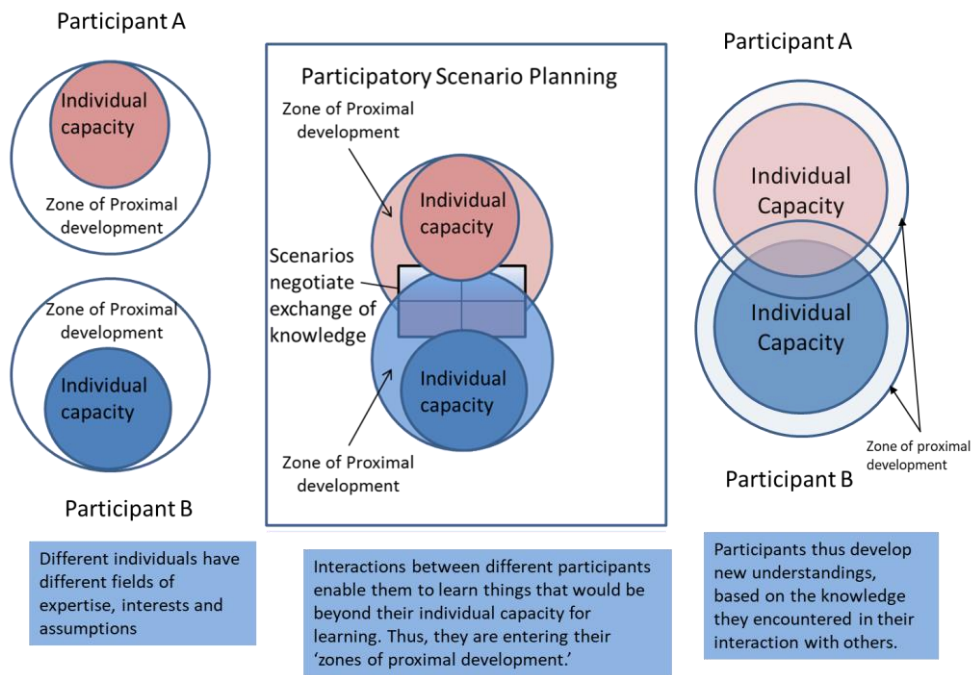 Participant A
Individual
capacity
Zone of Proximal
development
Zone of Proximal
development
Individual
capacity
Participant B
Different individuals have
different fields of
expertise, interests and
assumptions
Participatory Scenario Planning
Zone of Proximal
development
Individual
capacity
Scenarios
negotiate
exchange of
knowledge
Individual
capacity
Zone of Proximal
development
Interactions between different participants
enable them to learn things that would be
beyond their individual capacity for
learning. Thus, they are entering their
‘zones of proximal development.’
Participant A
Individual
Capacity
Individual
Capacity
Zone of proximal
development
Participant B
Participants thus develop
new understandings,
based on the knowledge
they encountered in their
interaction with others.